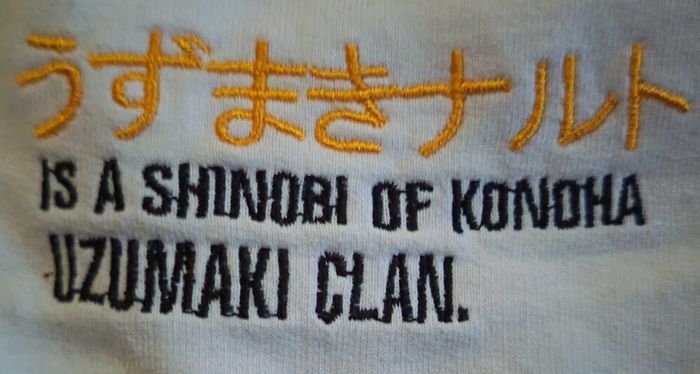 うずまきナルト
IS A SHINOBI OF KONOHA
UZUMAKI CLAN.